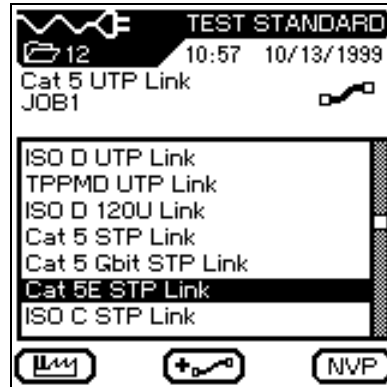 TEST STANDARD
12 10:57 10/13/1999
Cat 5 UTP Link
JOB1
ISO D UTP Link
TPPMD UTP Link
ISO D 120U Link
Cat 5 STP Link
Cat 5 Gbit STP Link
Cat 5E STP Link
ISO C STP Link
NVP